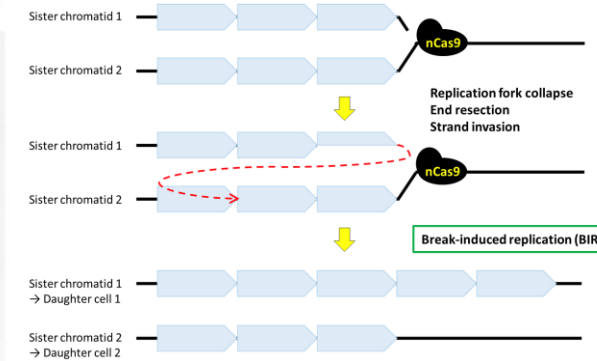 Sister chromatid 1
nCas9
Sister chromatid 2
Replication fork collapse
End resection
Strand invasion
Sister chromatid 1
nCas9
Sister chromatid 2
Break-induced replication (BIR
Sister chromatid 1
→ Daughter cell 1
Sister chromatid 2
→ Daughter cell 2